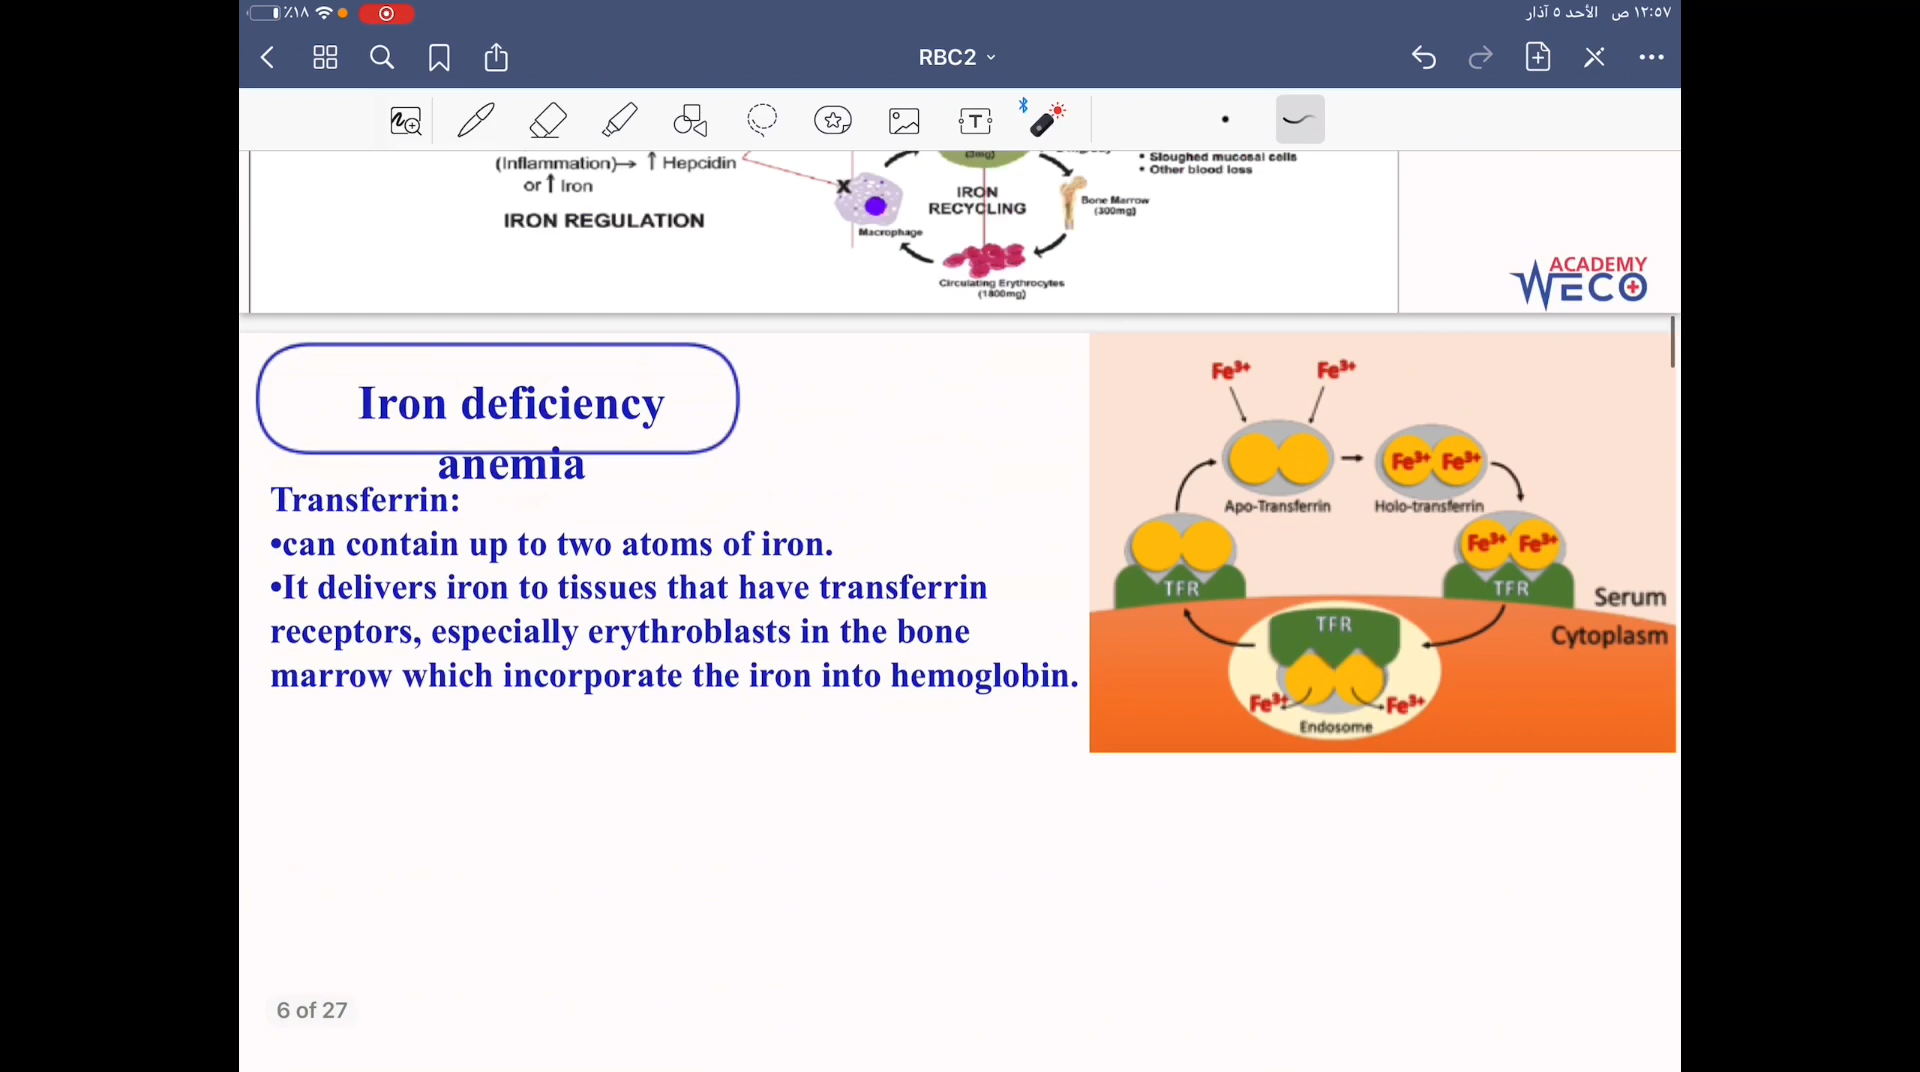 ٪١٨
١٢:٥٧ ص الأحد ٥ آذار
RBC2
(Inflammation)→ ↑ Hepcidin
or ↑ Iron
IRON REGULATION
(3mg)
IRON
RECYCLING
Macrophage
Bone Marrow
(300mg)
Circulating Erythrocytes
(1800mg)
• Sloughed mucosal cells
• Other blood loss
ACADEMY
WECO
Iron deficiency
anemia
Transferrin:
•can contain up to two atoms of iron.
•It delivers iron to tissues that have transferrin
receptors, especially erythroblasts in the bone
marrow which incorporate the iron into hemoglobin.
Fe3+ Fe3+
Fe3+ Fe3+
Apo-Transferrin Holo-transferrin
Fe3+ Fe3+
TFR TFR
Serum
Cytoplasm
TFR
Fe3+ Fe3+
Endosome
6 of 27